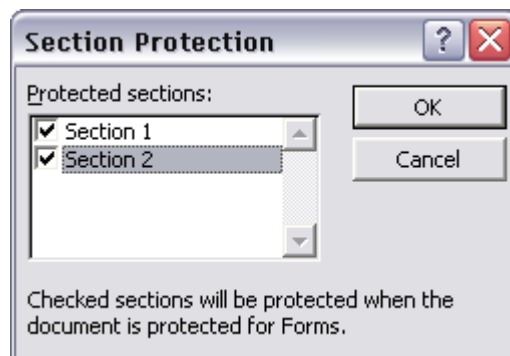 Section Protection
Protected sections:
Section 1
Section 2
OK
Cancel
Checked sections will be protected when the
document is protected for Forms.